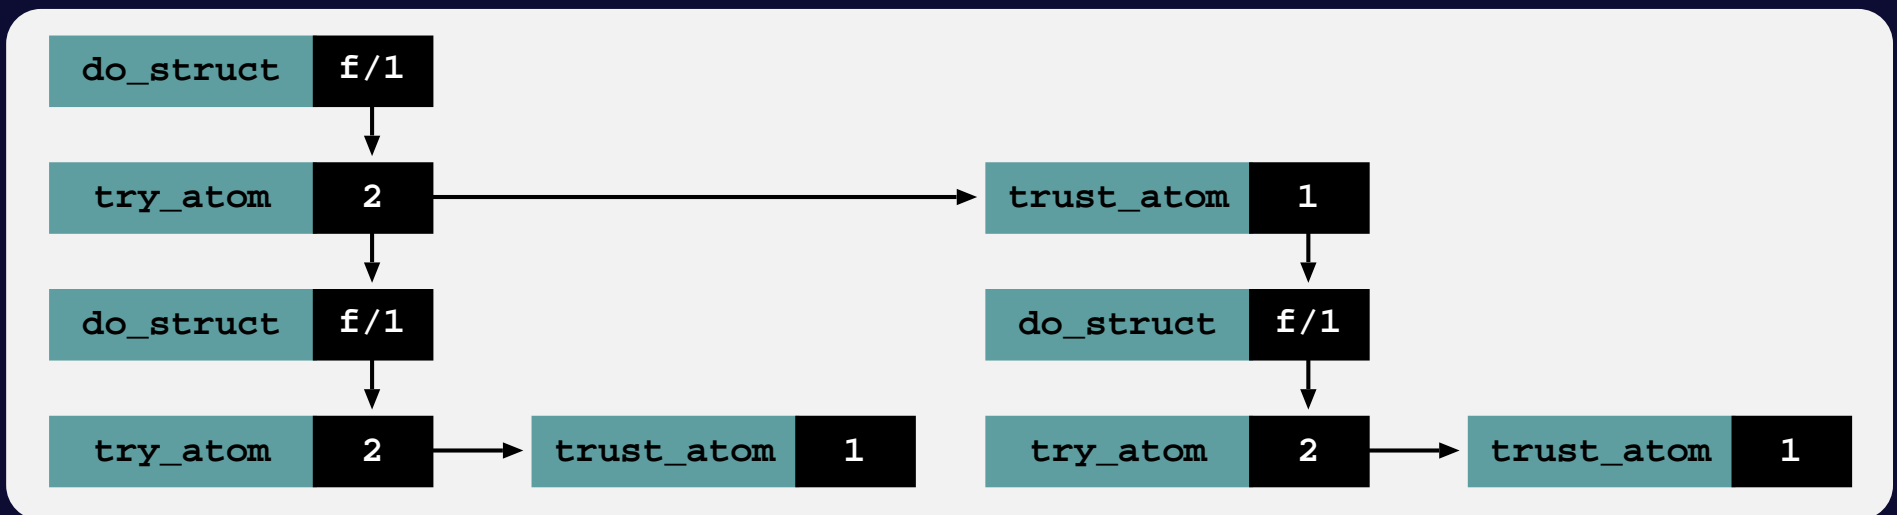 do_struct f/1
try_atom 2 trust_atom 1
do_struct f/1 do_struct f/1
try_atom 2 trust_atom 1 try_atom 2 trust_atom 1